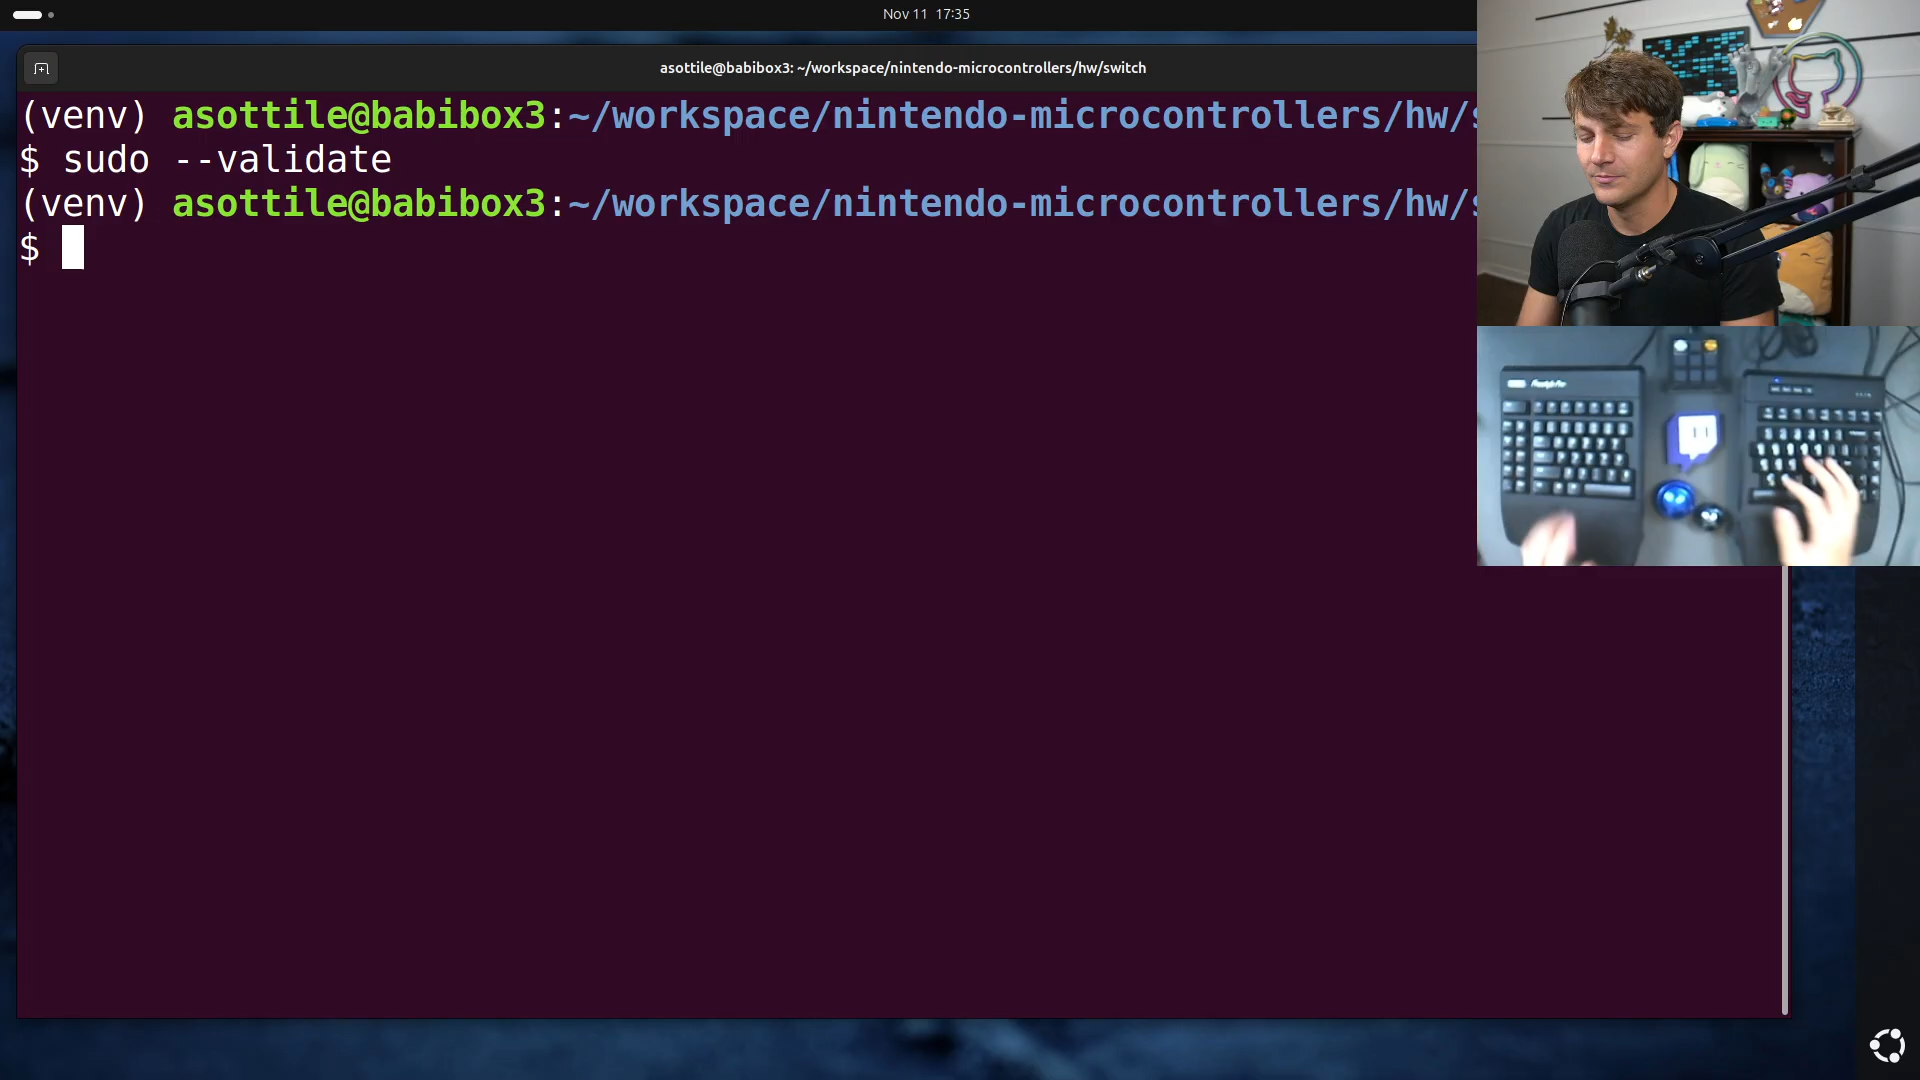 Nov 11 17:35
asottile@babibox3: ~/workspace/nintendo-microcontrollers/hw/switch
(venv) asottile@babibox3:~/workspace/nintendo-microcontrollers/hw/s
$ sudo --validate
(venv) asottile@babibox3:~/workspace/nintendo-microcontrollers/hw/s
$